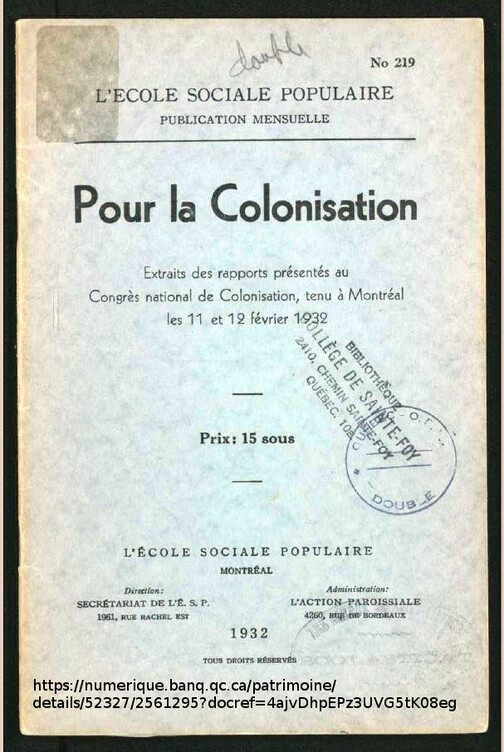 double
No 219
L'ECOLE SOCIALE POPULAIRE
PUBLICATION MENSUELLE
Pour la Colonisation
Extraits des rapports présentés au
Congrès national de Colonisation, tenu à Montréal
les 11 et 12 février 1932
BIBLIOTHÈQUE
COLLÈGE DE SAINTE-FOY
2410, CHEMIN SAINTE-FOY
QUÉBEC, 10e
DOUBLE
Prix: 15 sous
L'ÉCOLE SOCIALE POPULAIRE
MONTRÉAL
Direction:
SECRÉTARIAT DE L'É. S. P.
1961, RUE RACHEL EST
Administration:
L'ACTION PAROISSIALE
4260, RUE DE BORDEAUX
1932
TOUS DROITS RÉSERVÉS
https://numerique.banq.qc.ca/patrimoine/
details/52327/2561295?docref=4ajvDhpEPz3UVG5tK08eg